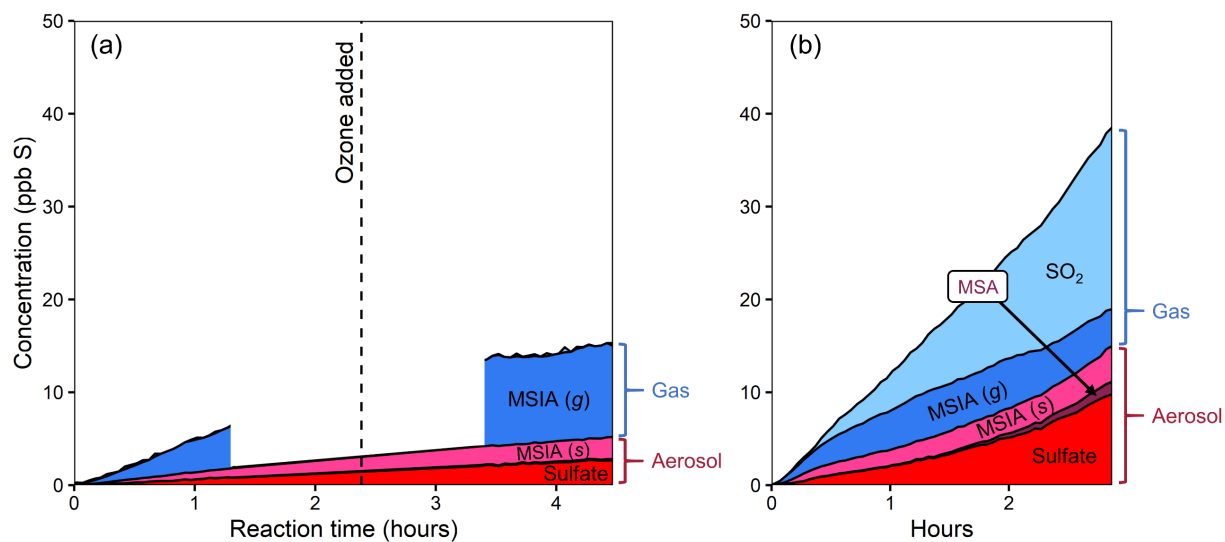 (a)
Concentration (ppb S)
50
40
30
20
10
0
Ozone added
MSIA (g)
MSIA (s)
Sulfate
Gas
Aerosol
0 1 2 3 4
Reaction time (hours)
(b)
50
40
30
20
10
0
SO₂
MSA
MSIA (g)
MSIA (s)
Sulfate
Gas
Aerosol
0 1 2
Hours